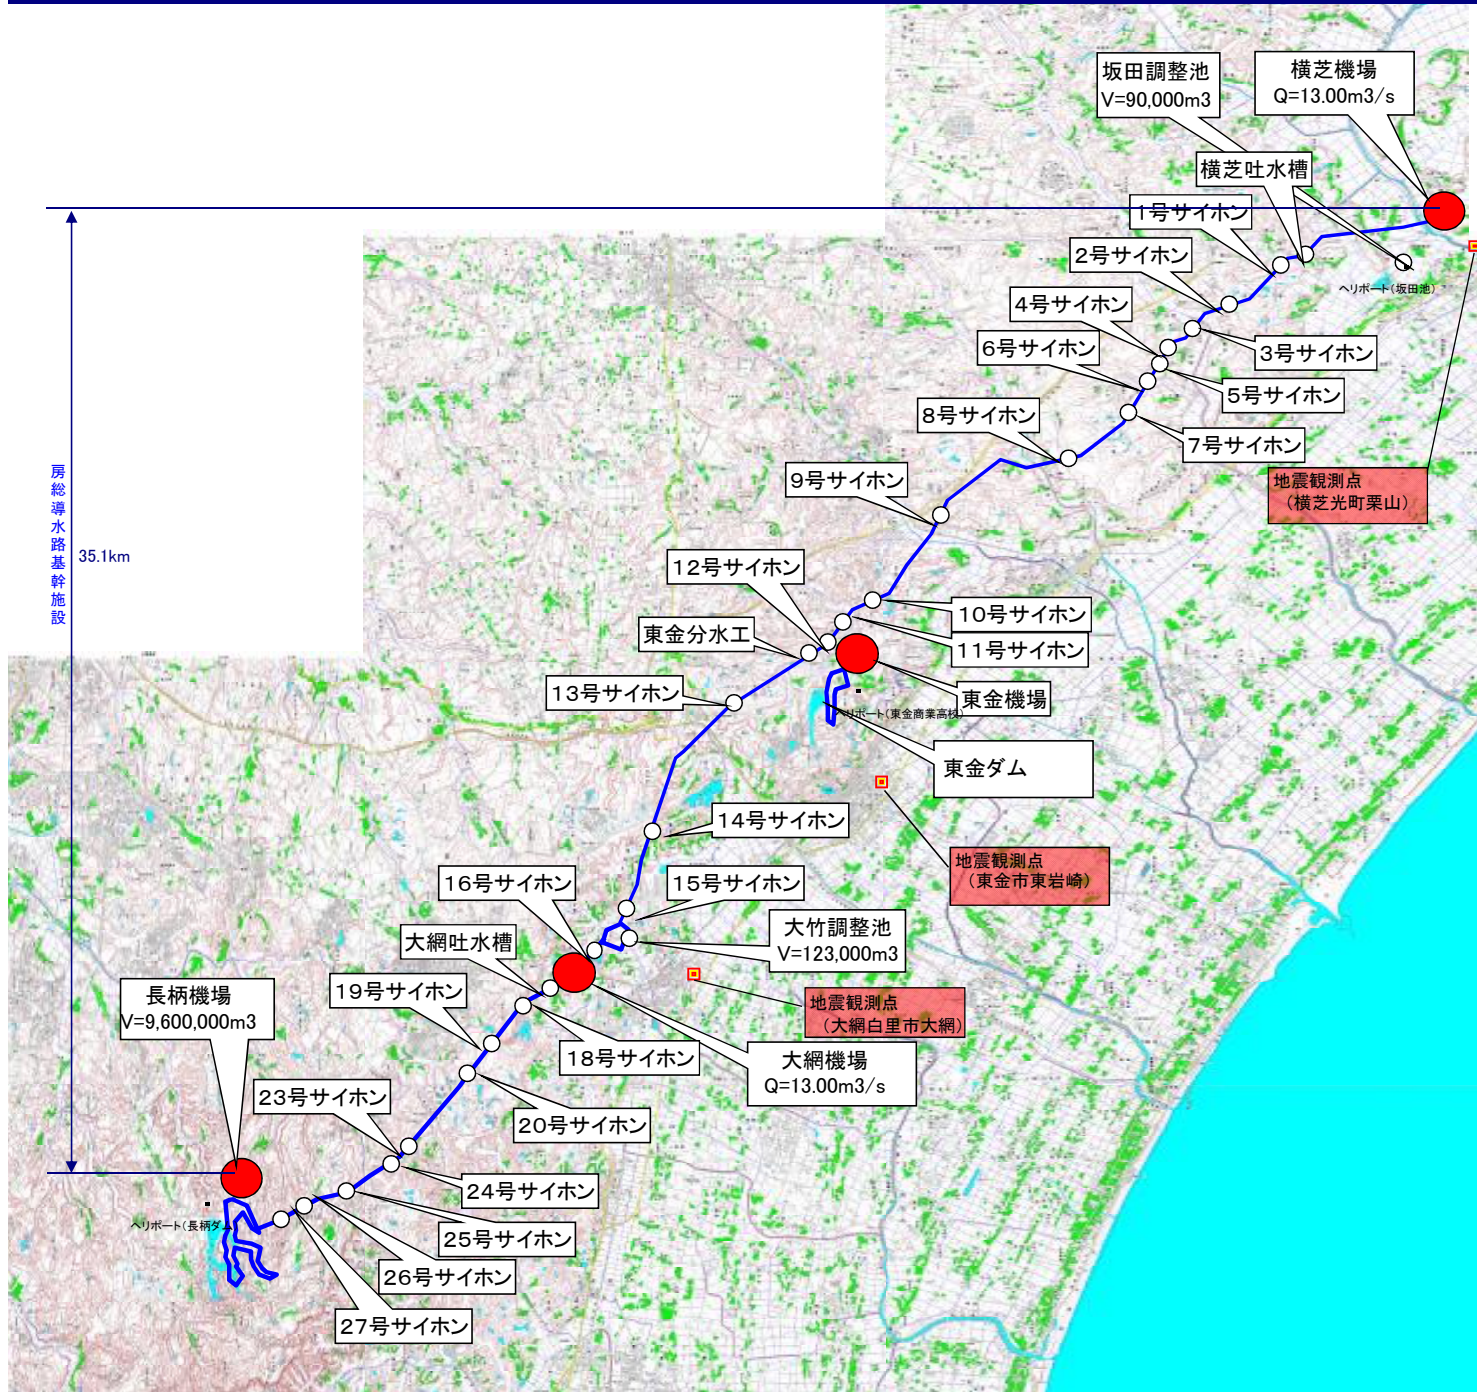 坂田調整池
V=90,000m3
横芝機場
Q=13.00m3/s
横芝吐水槽
1号サイホン
2号サイホン
ヘリポート(坂田池)
4号サイホン
3号サイホン
6号サイホン
5号サイホン
8号サイホン
7号サイホン
9号サイホン
地震観測点
(横芝光町栗山)
房総導水路基幹施設
35.1km
12号サイホン
10号サイホン
東金分水工
11号サイホン
13号サイホン
東金機場
ヘリポート(東金商業高校)
東金ダム
14号サイホン
地震観測点
(東金市東岩崎)
16号サイホン
15号サイホン
大網吐水槽
大竹調整池
V=123,000m3
19号サイホン
長柄機場
V=9,600,000m3
地震観測点
(大網白里市大網)
18号サイホン
大網機場
Q=13.00m3/s
23号サイホン
20号サイホン
24号サイホン
ヘリポート(長柄ダム
25号サイホン
26号サイホン
27号サイホン